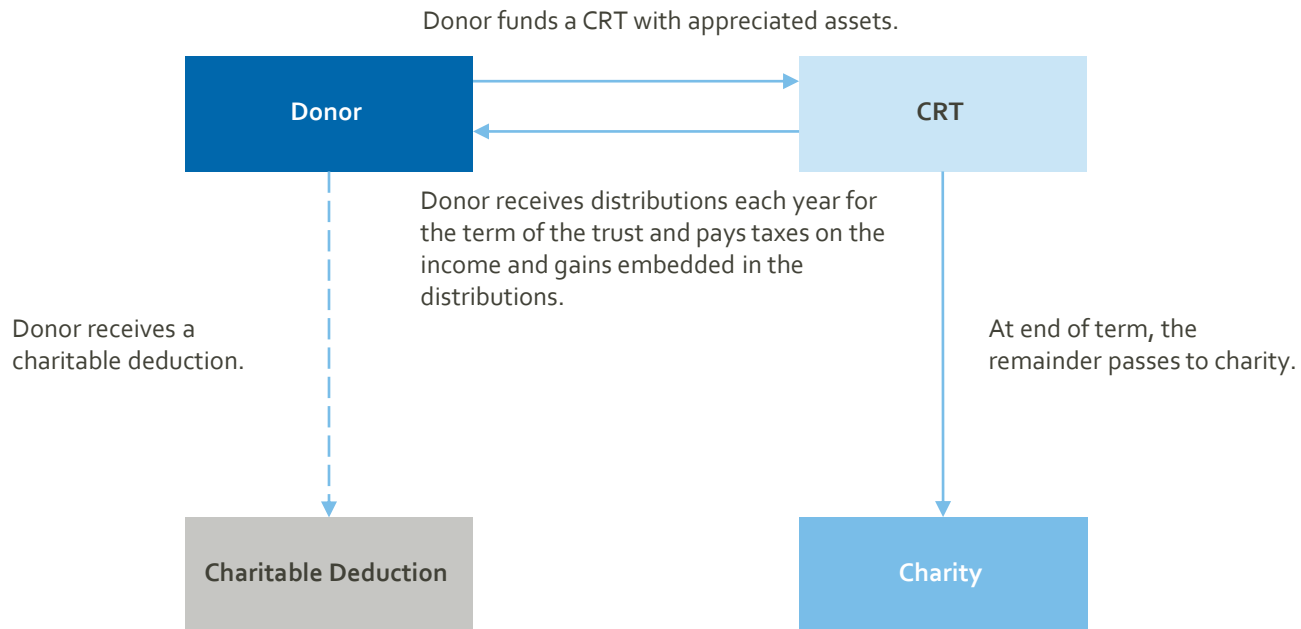 Donor funds a CRT with appreciated assets.
Donor
CRT
Donor receives distributions each year for
the term of the trust and pays taxes on the
income and gains embedded in the
distributions.
Donor receives a
charitable deduction.
At end of term, the
remainder passes to charity.
Charitable Deduction
Charity